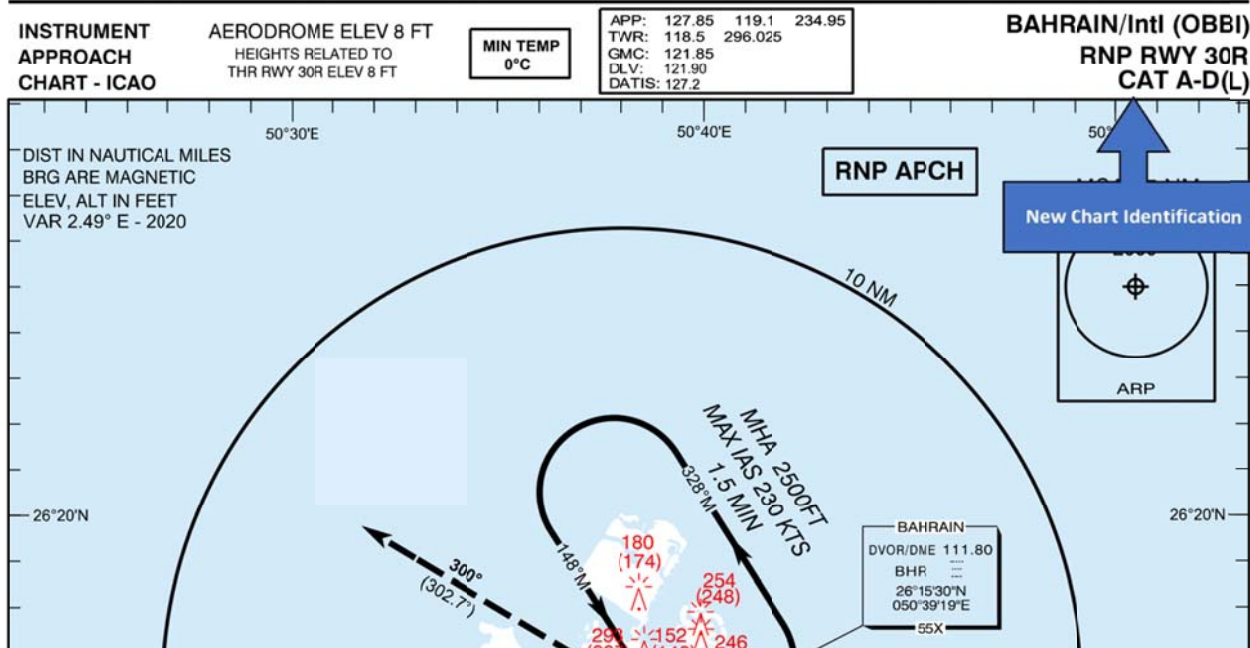 INSTRUMENT
APPROACH
CHART - ICAO
AERODROME ELEV 8 FT
HEIGHTS RELATED TO
THR RWY 30R ELEV 8 FT
MIN TEMP
0°C
APP: 127.85 119.1 234.95
TWR: 118.5 296.025
GMC: 121.85
DLV: 121.90
DATIS: 127.2
BAHRAIN/Intl (OBBI)
RNP RWY 30R
CAT A-D(L)
50°30'E
50°40'E
50°
DIST IN NAUTICAL MILES
BRG ARE MAGNETIC
ELEV, ALT IN FEET
VAR 2.49° E - 2020
RNP APCH
New Chart Identification
10 NM
ARP
MHA 2500FT
MAX IAS 230 KTS
1.5 MIN
328°M
148°M
26°20'N
26°20'N
300°
(302.7°)
180
(174)
254
(248)
152
246
BAHRAIN
DVOR/DME 111.80
BHR
26°15'30"N
050°39'19"E
55X